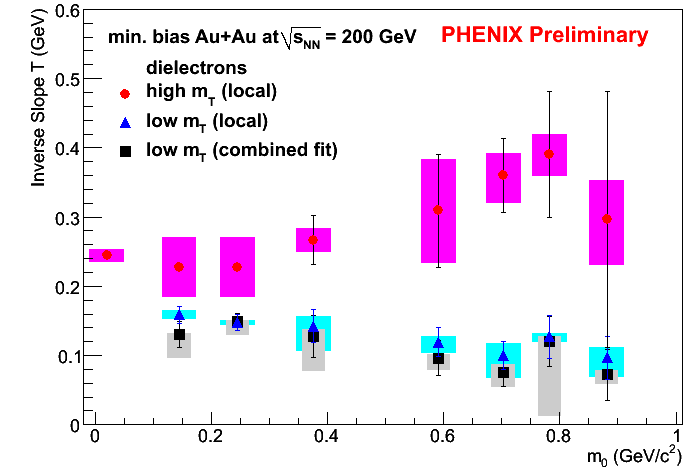 min. bias Au+Au at √sNN = 200 GeV
PHENIX Preliminary
dielectrons
high mT (local)
low mT (local)
low mT (combined fit)
Inverse Slope T (GeV)
0.6
0.5
0.4
0.3
0.2
0.1
0
0 0.2 0.4 0.6 0.8 1
m0 (GeV/c2)